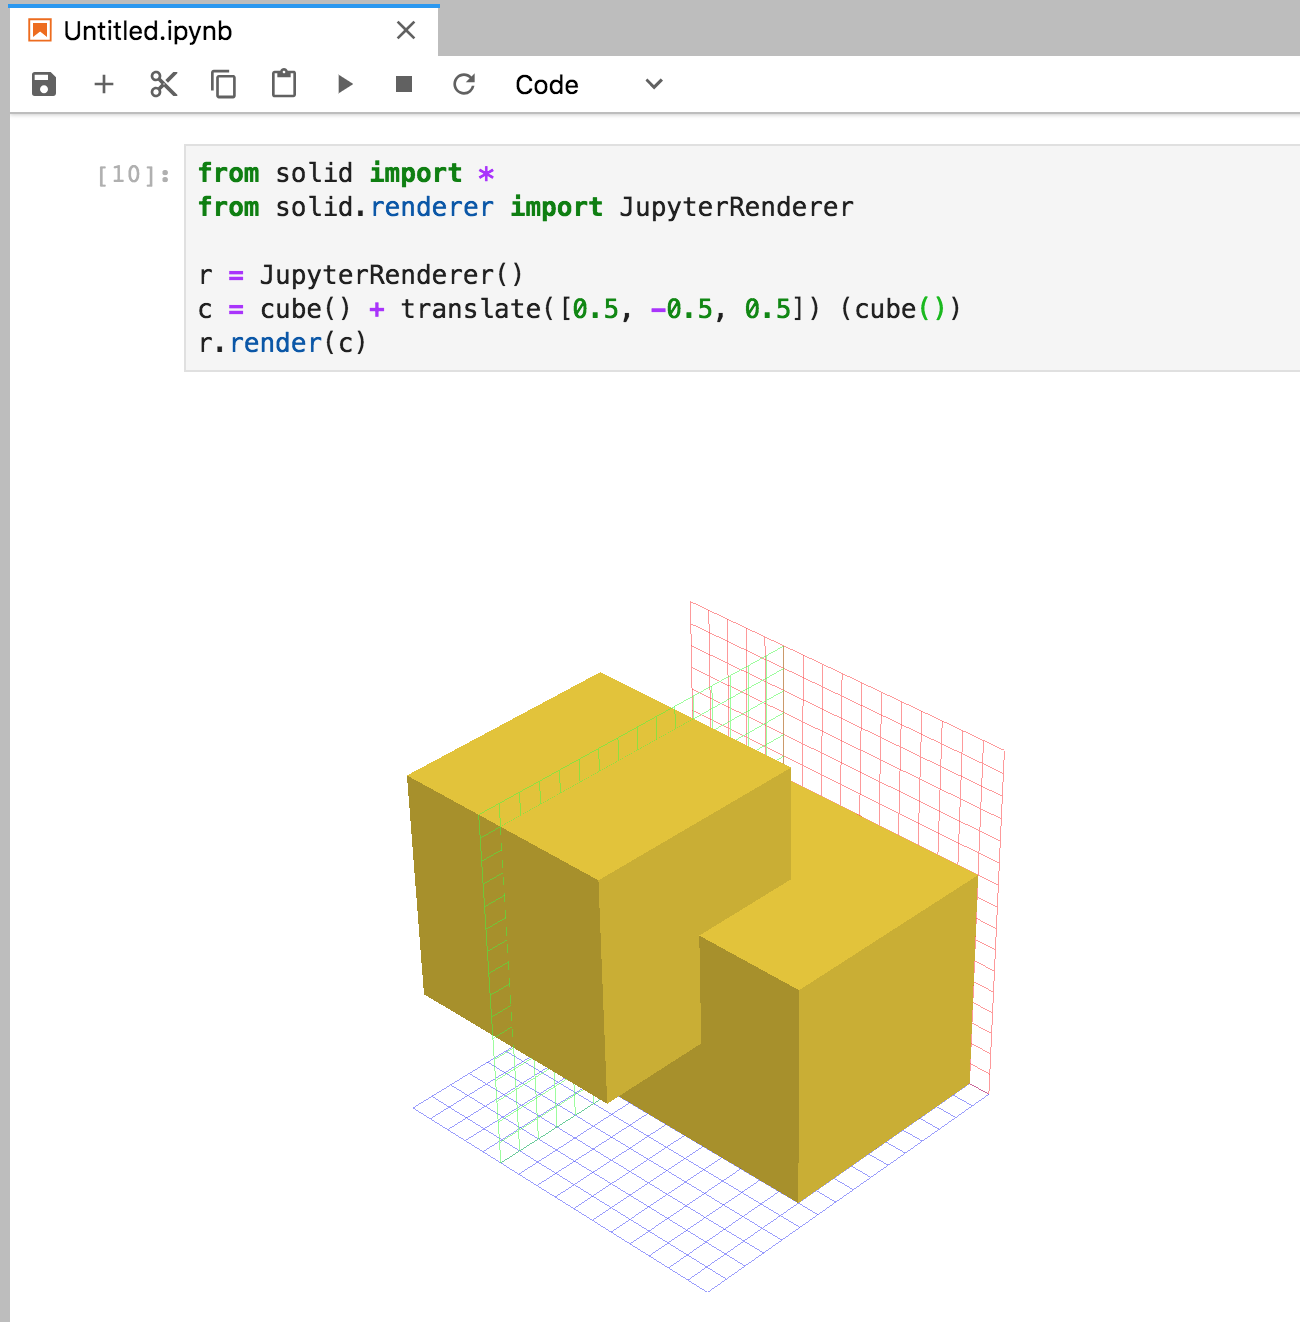 Untitled.ipynb
Code
[10]:
from solid import *
from solid.renderer import JupyterRenderer
r = JupyterRenderer()
c = cube() + translate([0.5, -0.5, 0.5]) (cube())
r.render(c)